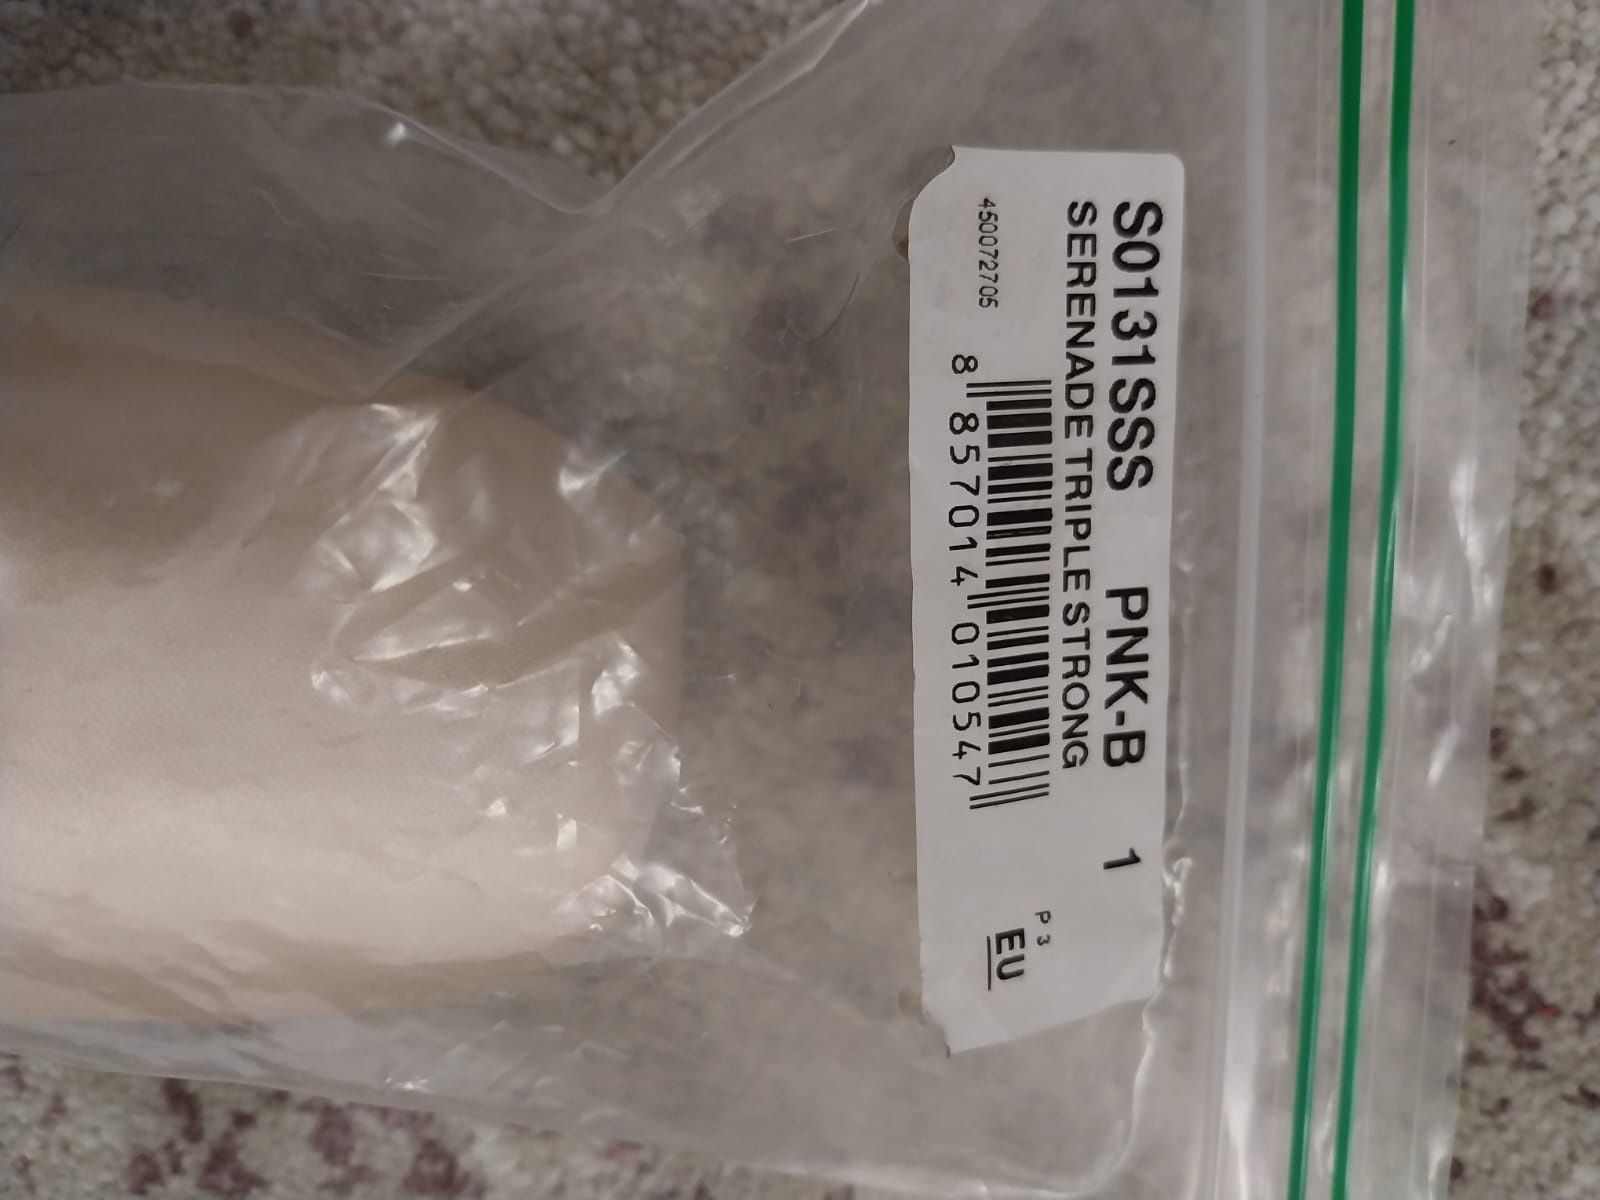 S0131SSS PNK-B 1
SERENADE TRIPLE STRONG
450072705
P 3
EU
8 857014 010547